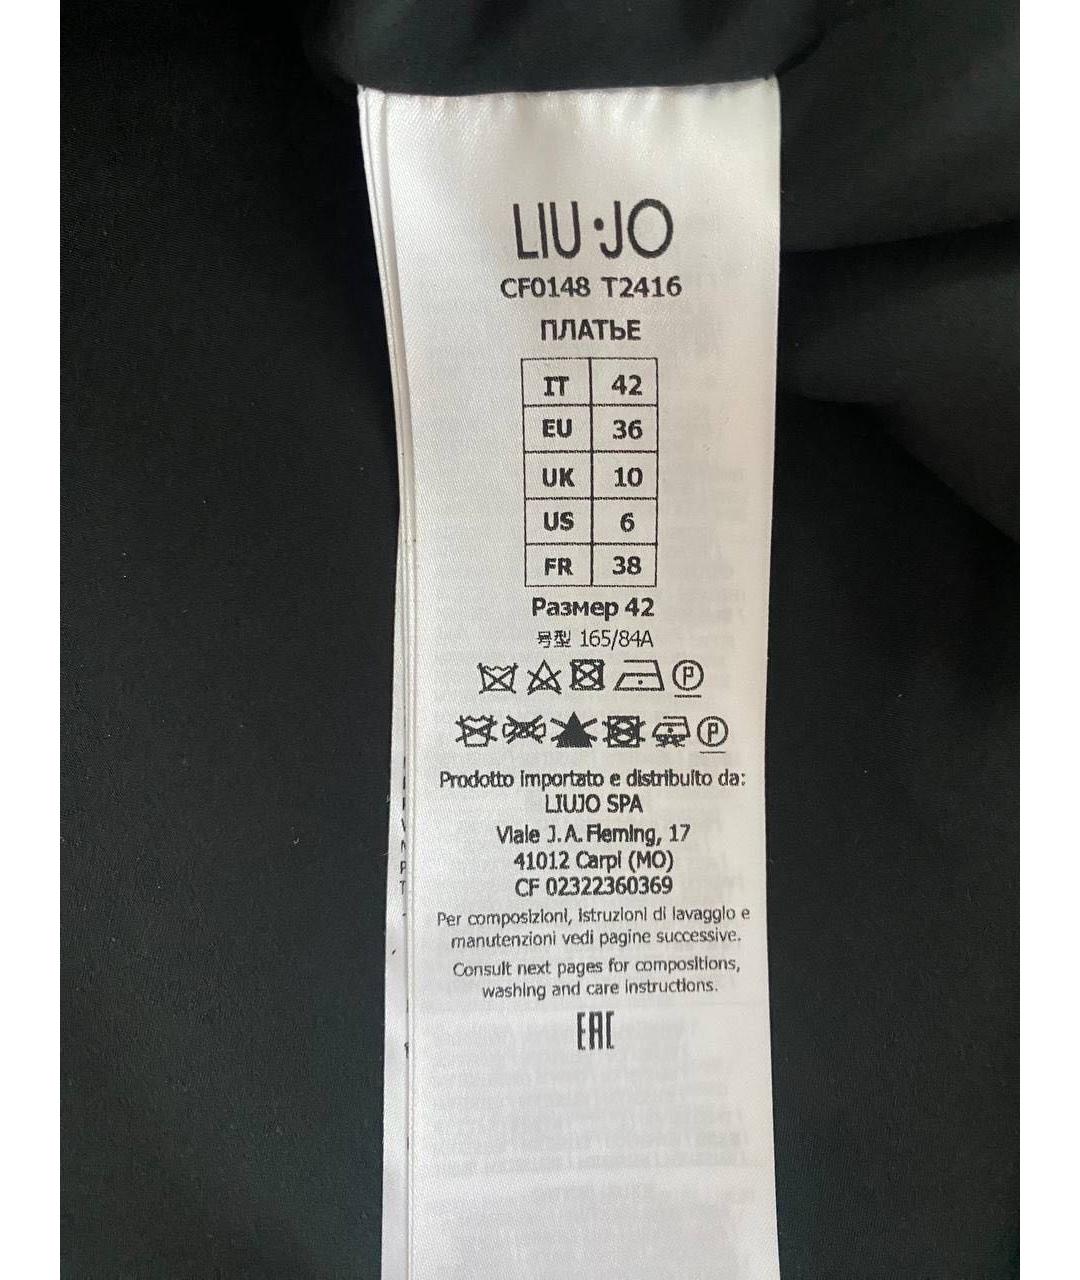 LIU·JO
CF0148 T2416
ПЛАТЬЕ
IT 42
EU 36
UK 10
US 6
FR 38
Размер 42
号型 165/84A
P
P
Prodotto importato e distribuito da:
LIUJO SPA
Viale J.A.Fleming, 17
41012 Carpi (MO)
CF 02322360369
Per composizioni, istruzioni di lavaggio e
manutenzioni vedi pagine successive.
Consult next pages for compositions,
washing and care instructions.
EAC